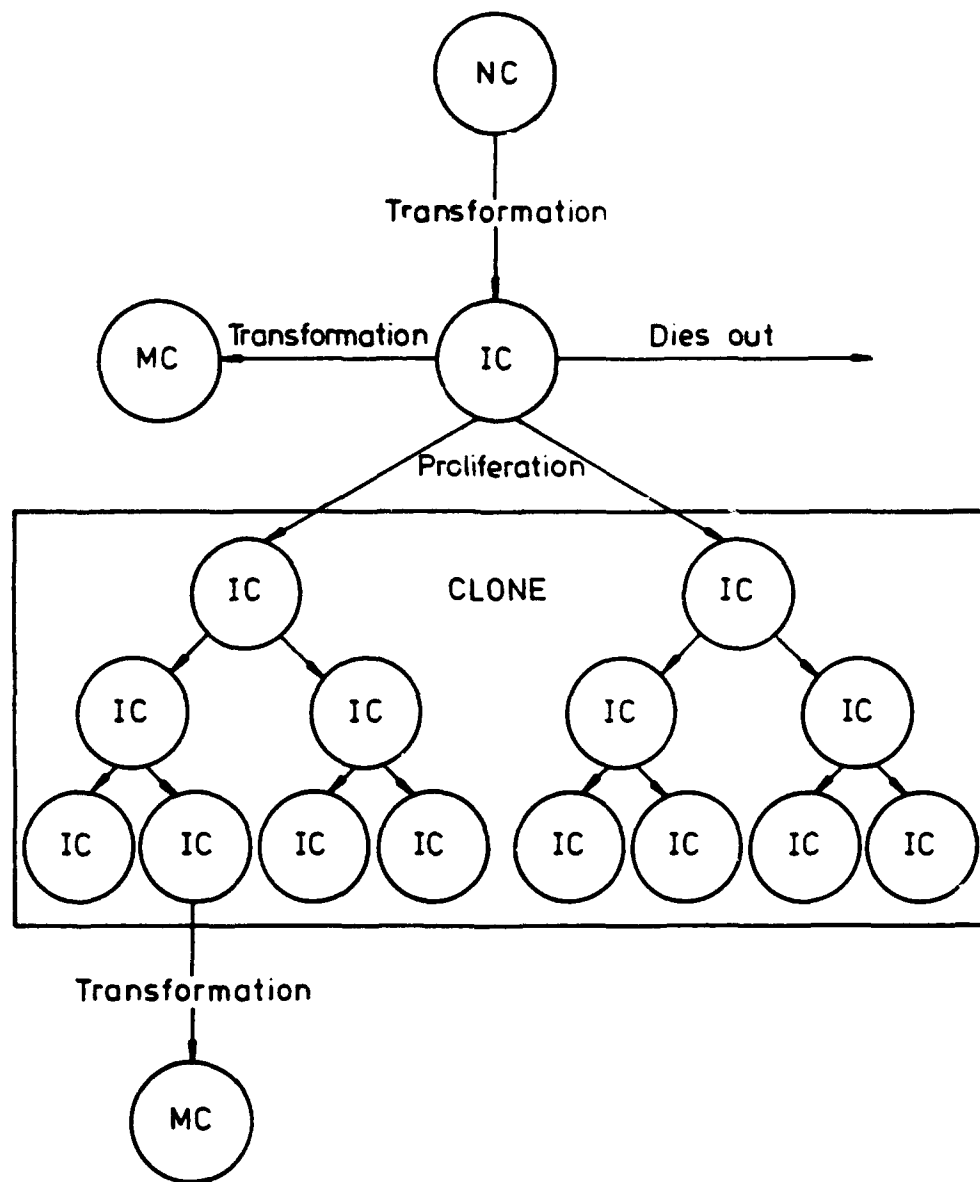 NC
Transformation
MC Transformation IC Dies out
Proliferation
IC CLONE IC
IC IC IC IC
IC IC IC IC IC IC IC IC
Transformation
MC